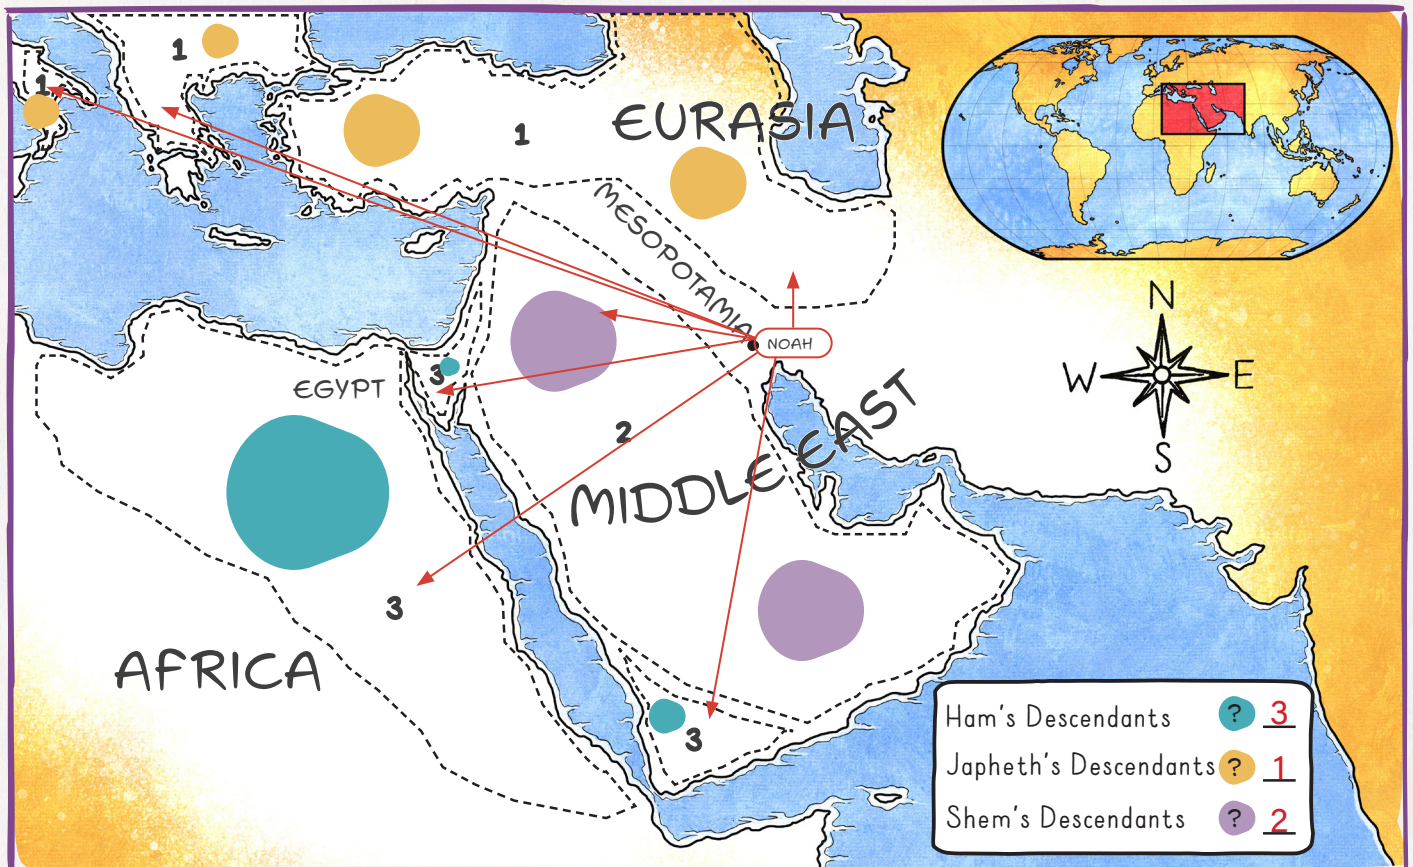 1
1
1
EURASIA
MESOPOTAMIA
NOAH
EGYPT
3
2
MIDDLE EAST
3
AFRICA
3
N
W E
S
Ham's Descendants ? 3
Japheth's Descendants ? 1
Shem's Descendants ? 2